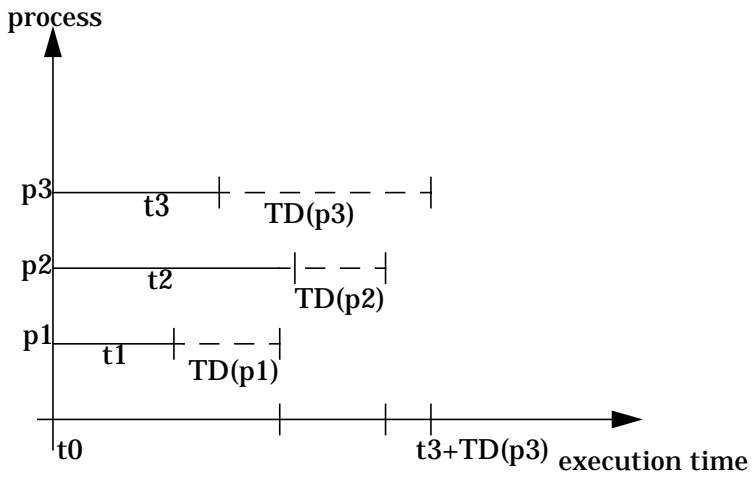 process
p3
t3
TD(p3)
p2
t2
TD(p2)
p1
t1
TD(p1)
t0
t3+TD(p3)
execution time